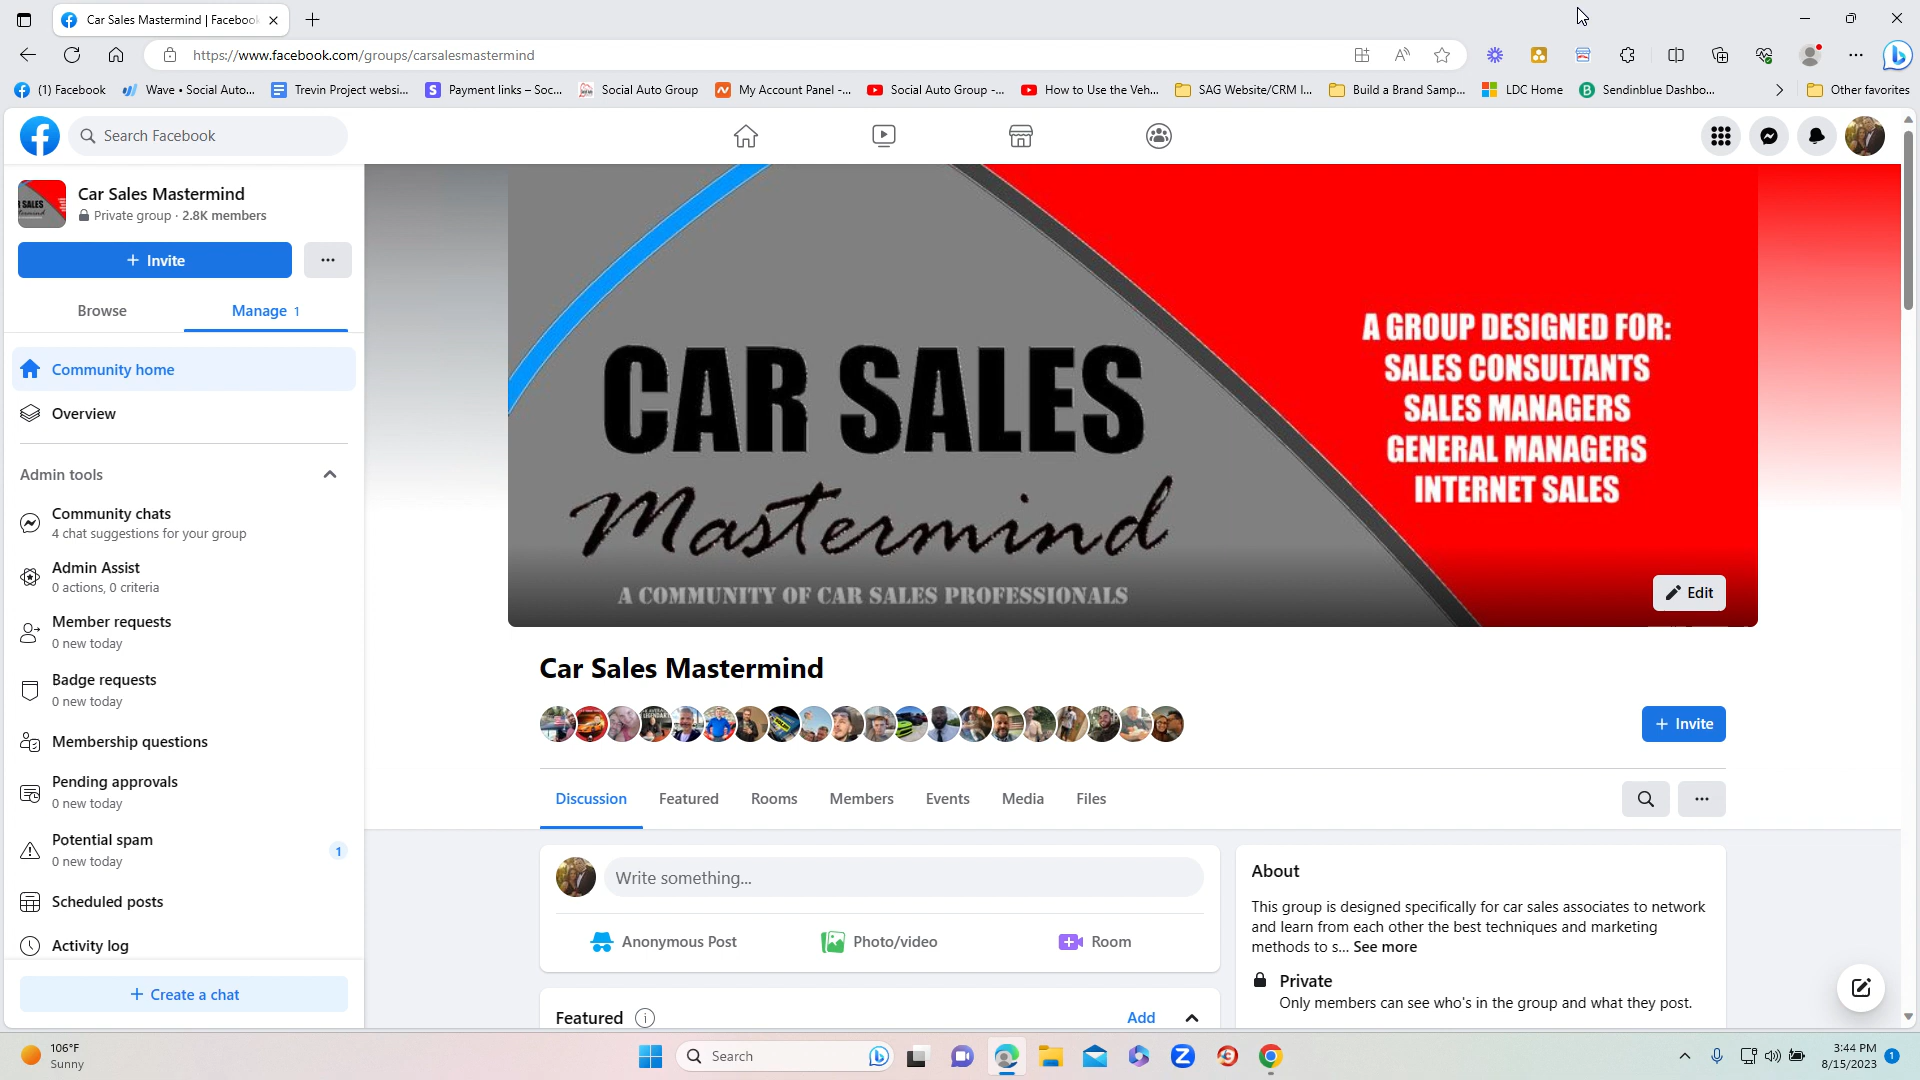 Car Sales Mastermind | Facebook
https://www.facebook.com/groups/carsalesmastermind
(1) Facebook
Wave • Social Auto...
Trevin Project websi...
Payment links – Soc...
Social Auto Group
My Account Panel -...
Social Auto Group -...
How to Use the Veh...
SAG Website/CRM I...
Build a Brand Samp...
LDC Home
Sendinblue Dashbo...
Other favorites
Search Facebook
Car Sales Mastermind
Private group · 2.8K members
+ Invite
Browse
Manage 1
Community home
Overview
Admin tools
Community chats
4 chat suggestions for your group
Admin Assist
0 actions, 0 criteria
Member requests
0 new today
Badge requests
0 new today
Membership questions
Pending approvals
0 new today
Potential spam
0 new today
1
Scheduled posts
Activity log
+ Create a chat
CAR SALES
Mastermind
A COMMUNITY OF CAR SALES PROFESSIONALS
A GROUP DESIGNED FOR:
SALES CONSULTANTS
SALES MANAGERS
GENERAL MANAGERS
INTERNET SALES
Edit
Car Sales Mastermind
+ Invite
Discussion
Featured
Rooms
Members
Events
Media
Files
Write something...
Anonymous Post
Photo/video
Room
Featured
Add
About
This group is designed specifically for car sales associates to network
and learn from each other the best techniques and marketing
methods to s... See more
Private
Only members can see who's in the group and what they post.
106°F
Sunny
Search
3:44 PM
8/15/2023
1